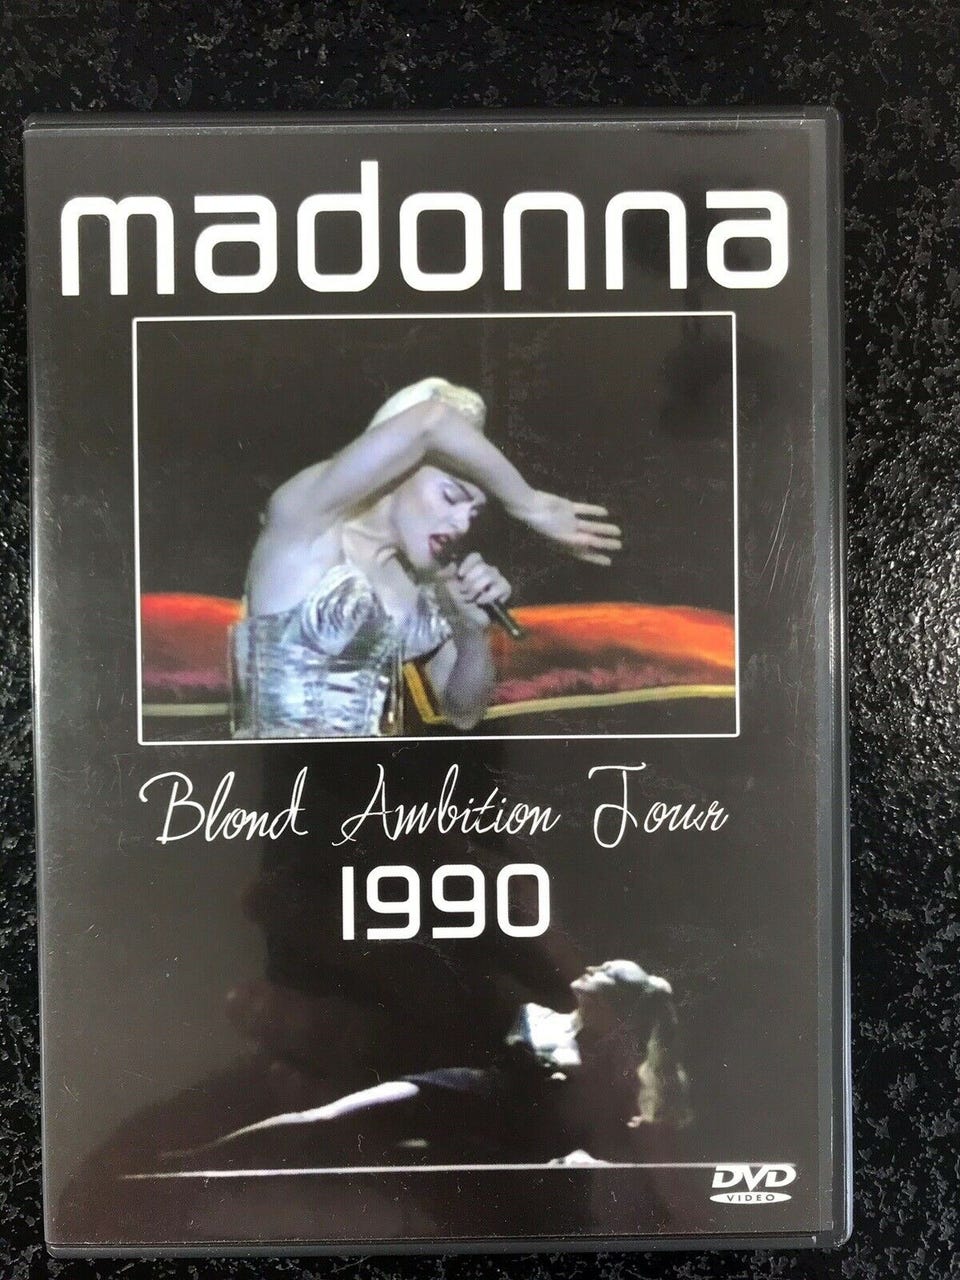 madonna
Blond Ambition Tour
1990
DVD
VIDEO